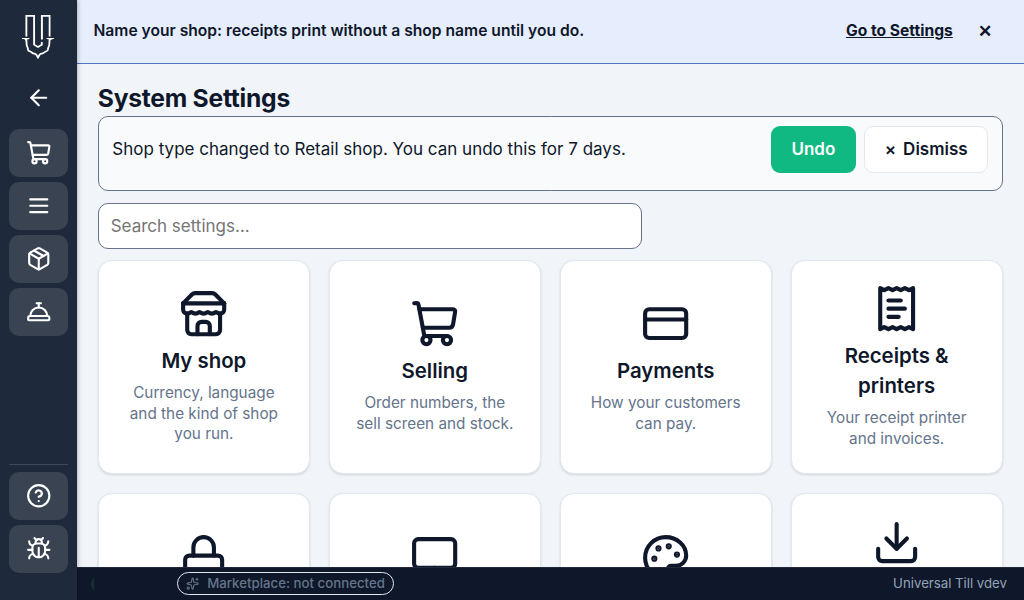 Name your shop: receipts print without a shop name until you do.
Go to Settings ✕
System Settings
Shop type changed to Retail shop. You can undo this for 7 days.
Undo
× Dismiss
Search settings...
My shop
Currency, language
and the kind of shop
you run.
Selling
Order numbers, the
sell screen and stock.
Payments
How your customers
can pay.
Receipts &
printers
Your receipt printer
and invoices.
Marketplace: not connected
Universal Till vdev